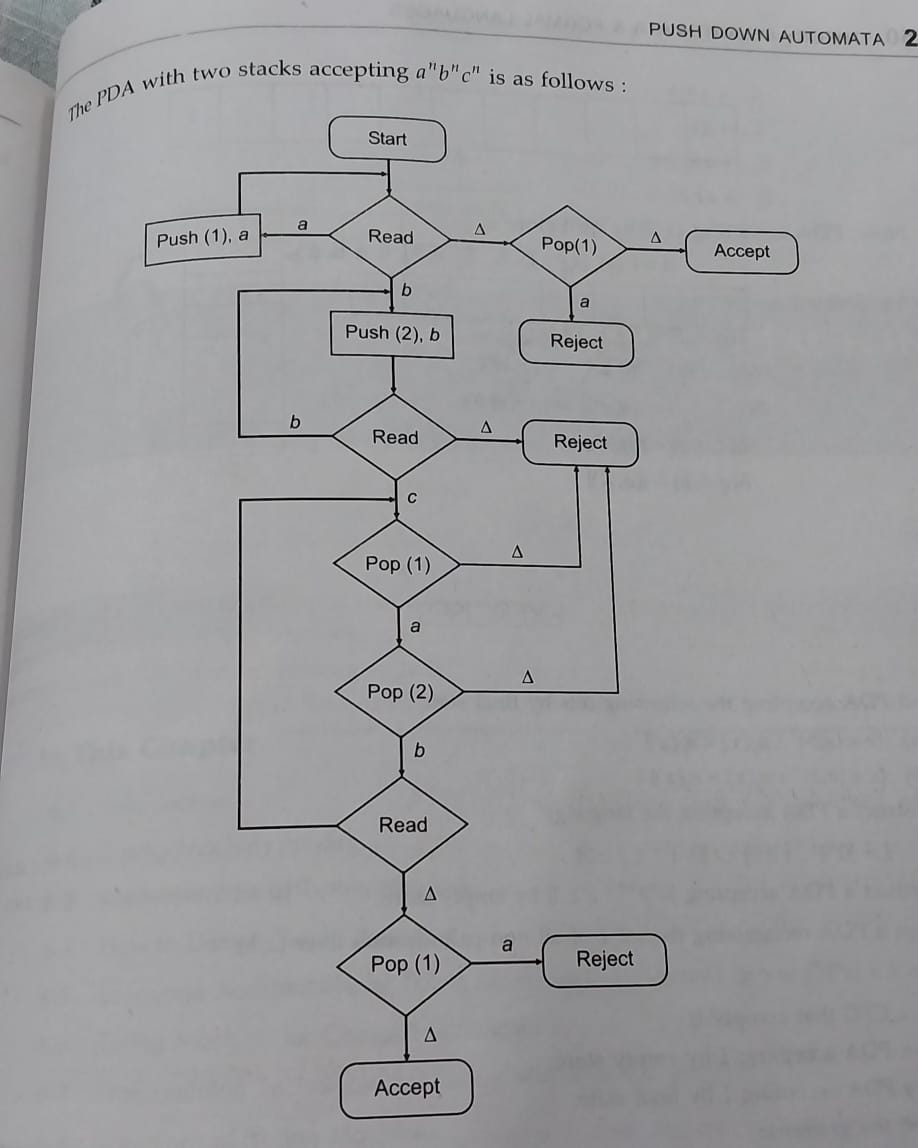 PUSH DOWN AUTOMATA 2
The PDA with two stacks accepting aⁿbⁿcⁿ is as follows :
Start
Push (1), a
a
Read
Δ
Pop(1)
Δ
Accept
b
a
Push (2), b
Reject
b
Read
Δ
Reject
c
Pop (1)
Δ
a
Pop (2)
Δ
b
Read
Δ
Pop (1)
a
Reject
Δ
Accept